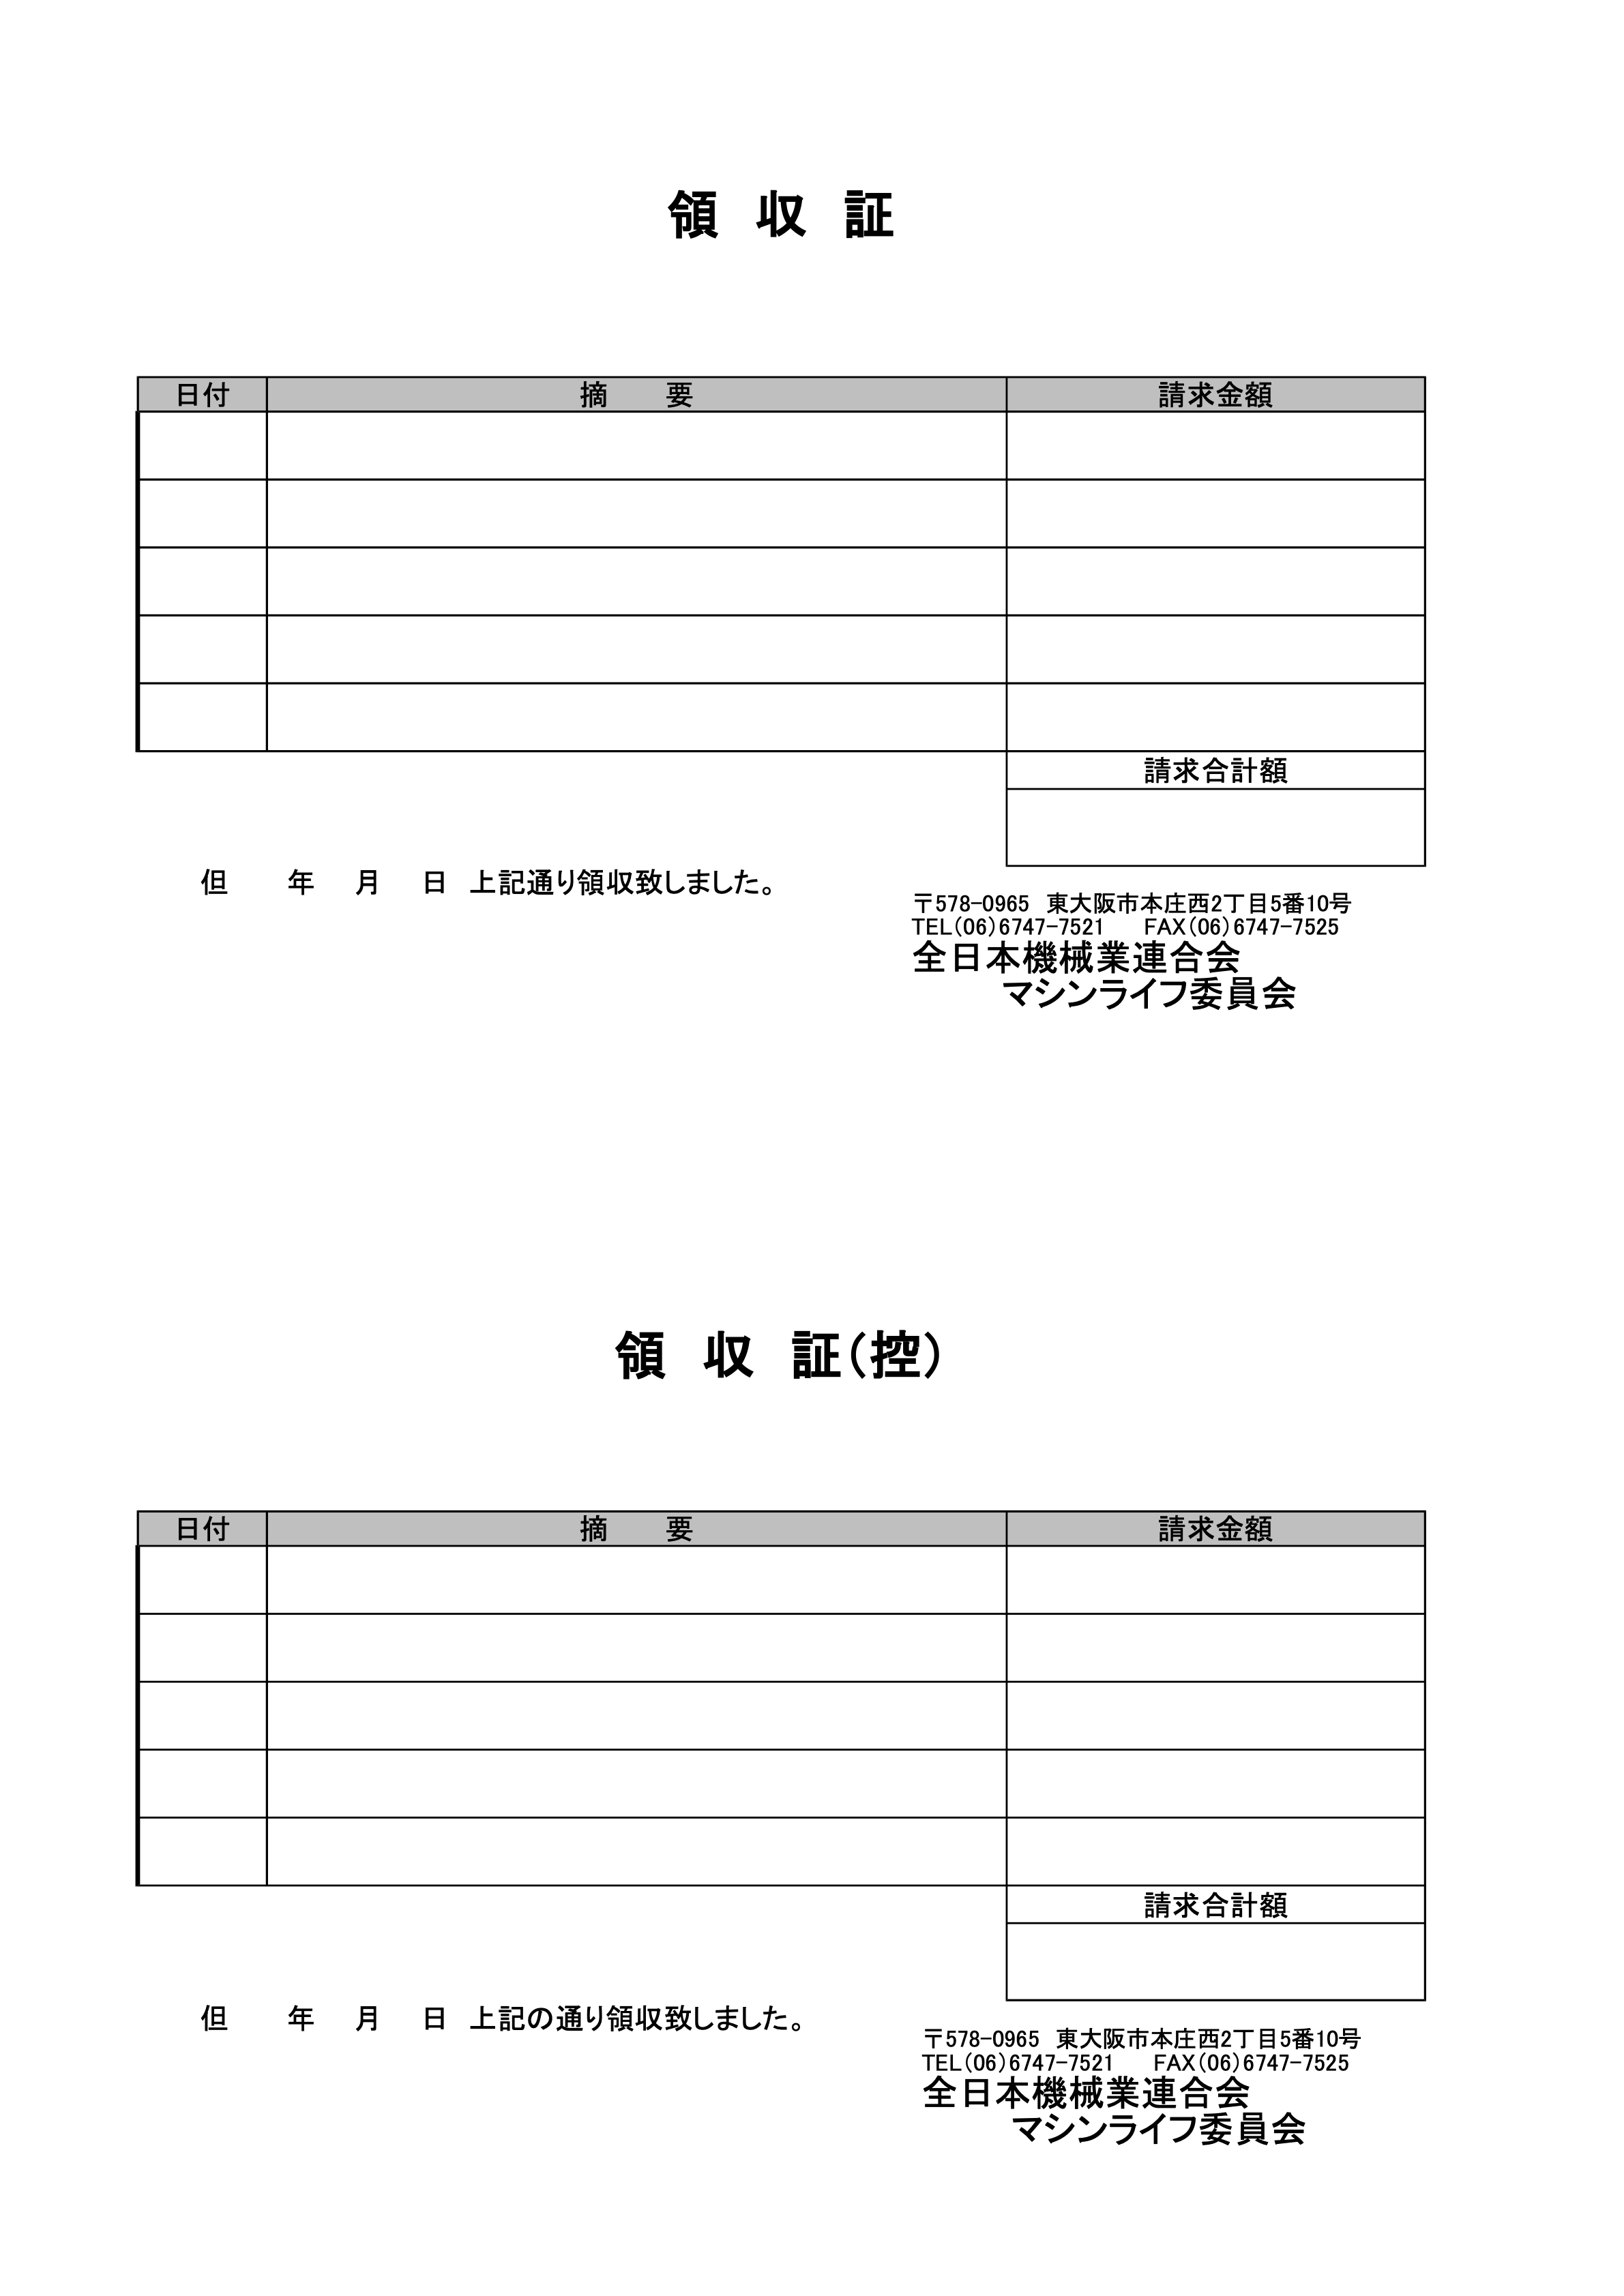 領 収 証
日付 摘 要 請求金額
請求合計額
但 年 月 日 上記通り領収致しました。
〒578-0965 東大阪市本庄西2丁目5番10号
TEL(06)6747-7521 FAX(06)6747-7525
全日本機械業連合会
マシンライフ委員会
領 収 証(控)
日付 摘 要 請求金額
請求合計額
但 年 月 日 上記の通り領収致しました。
〒578-0965 東大阪市本庄西2丁目5番10号
TEL(06)6747-7521 FAX(06)6747-7525
全日本機械業連合会
マシンライフ委員会